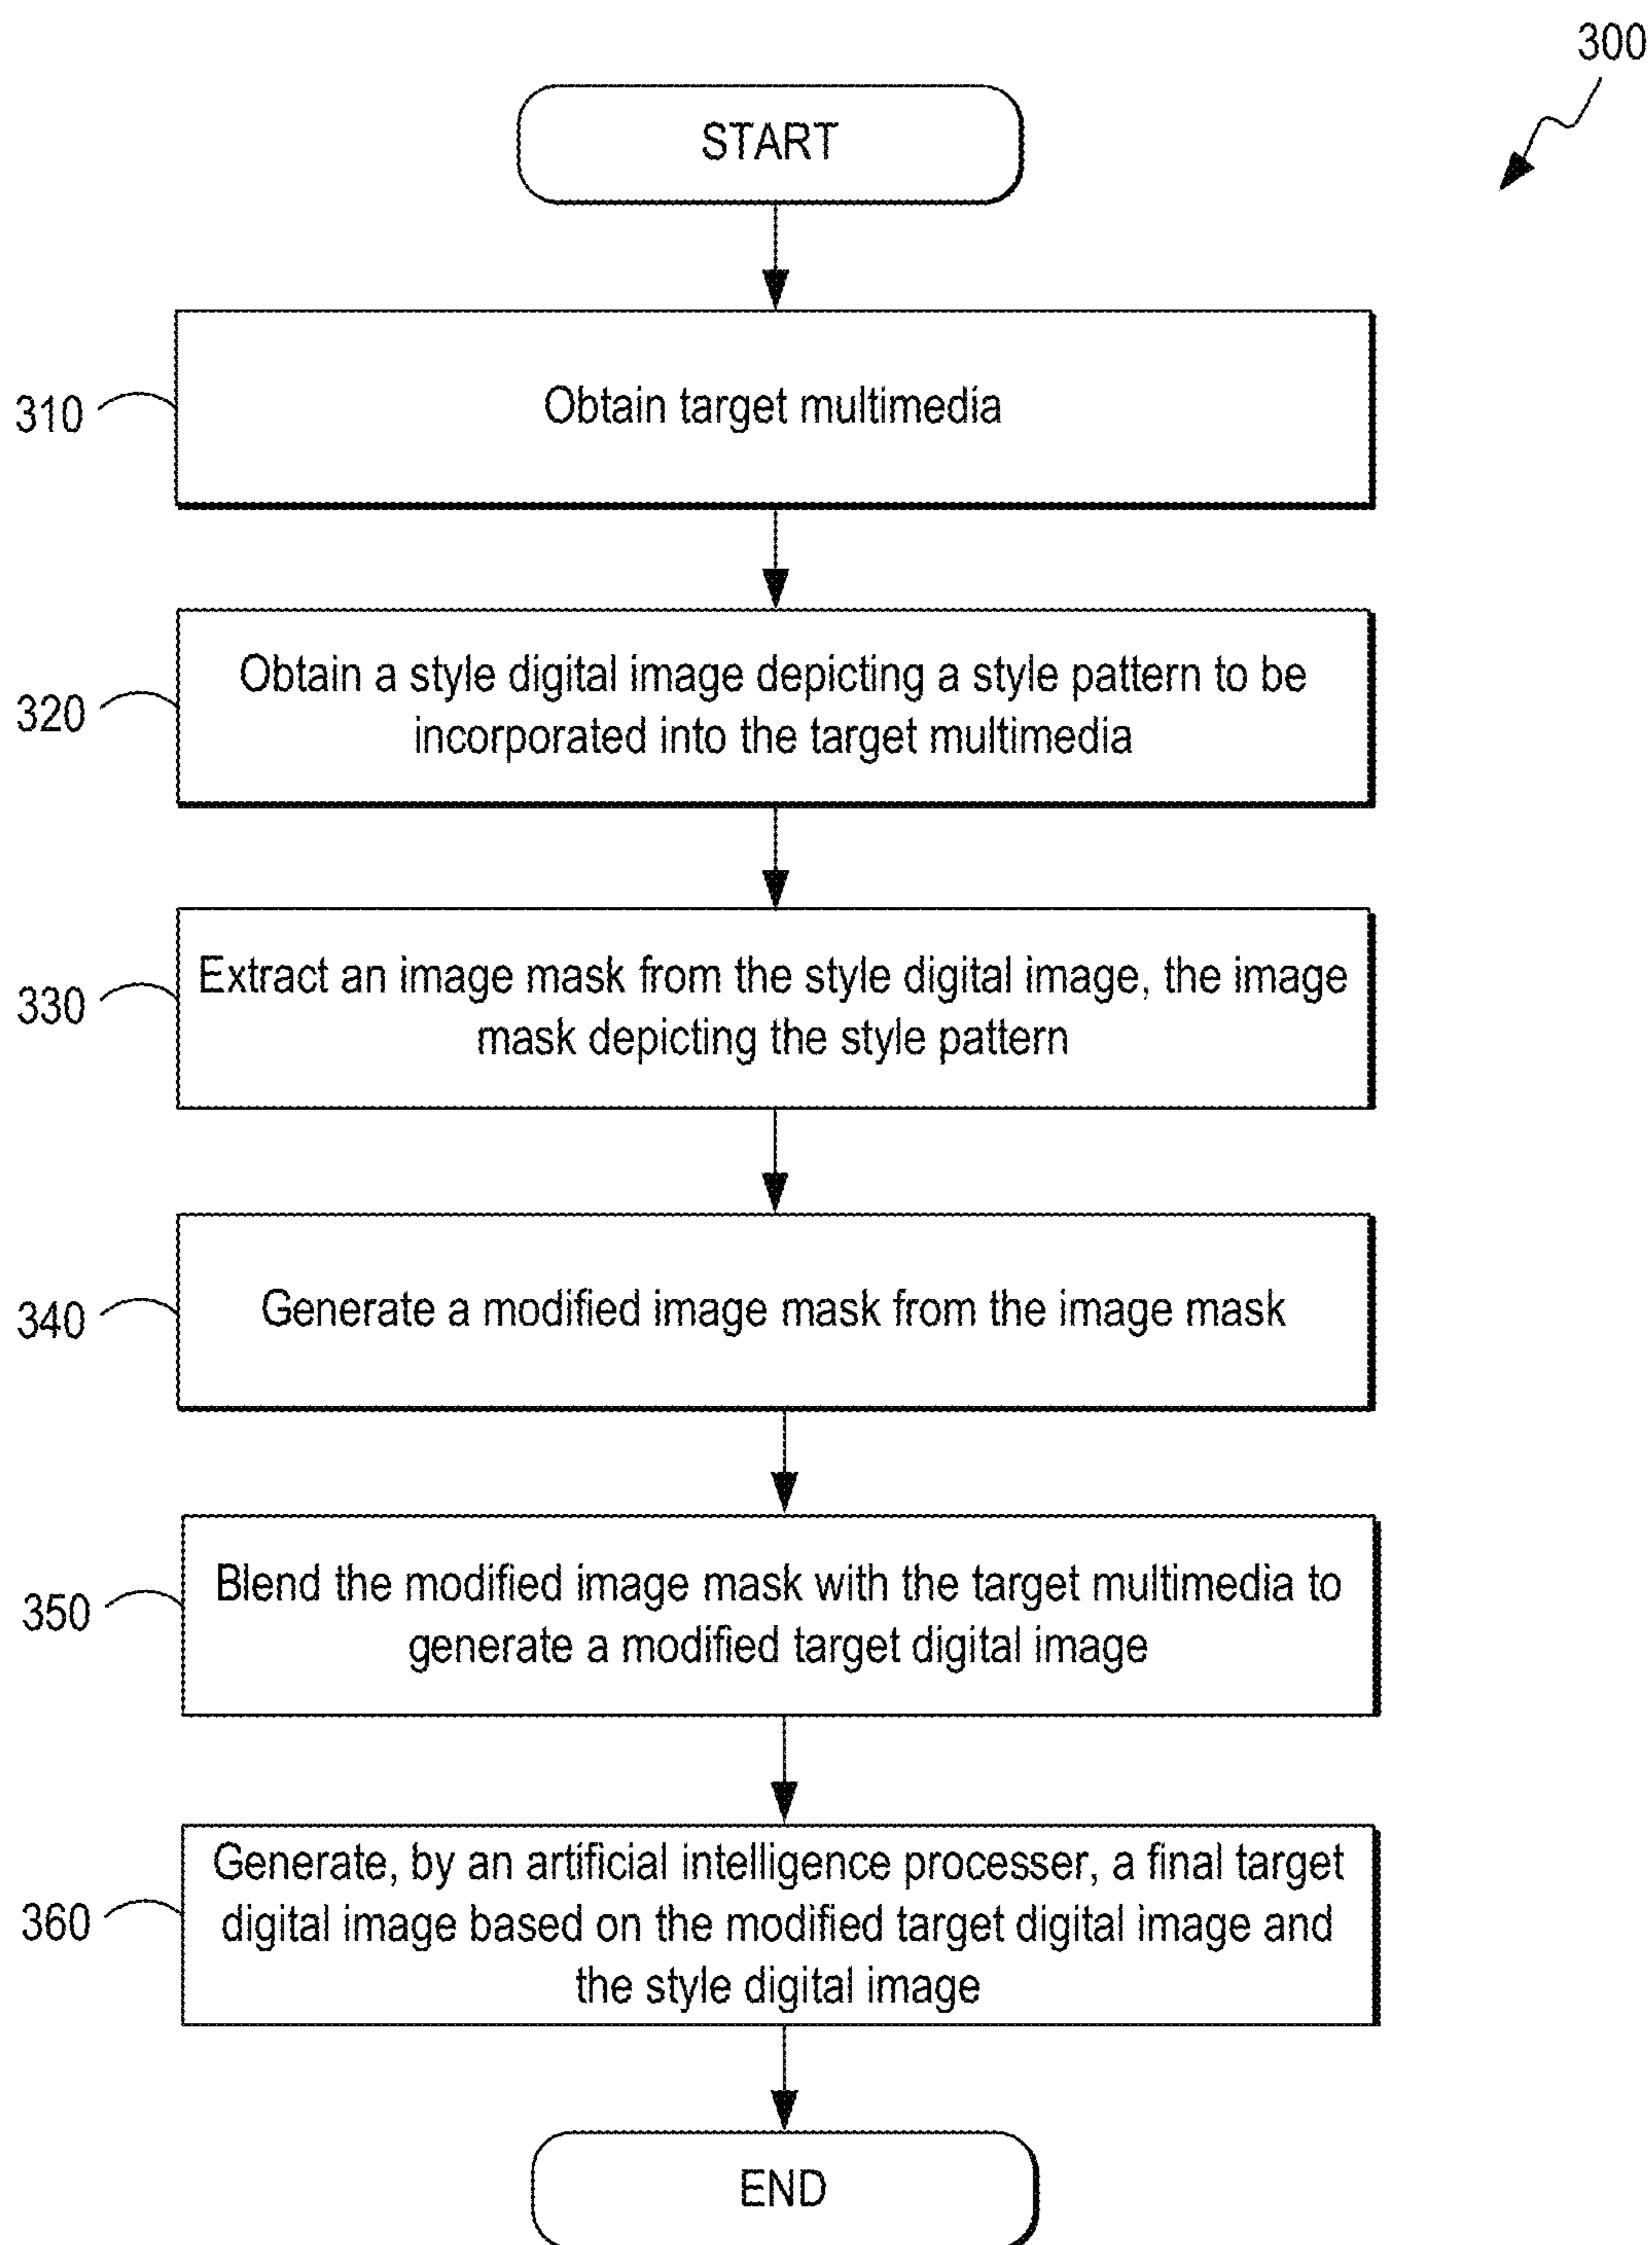 300
START
310
Obtain target multimedia
320
Obtain a style digital image depicting a style pattern to be
incorporated into the target multimedia
330
Extract an image mask from the style digital image, the image
mask depicting the style pattern
340
Generate a modified image mask from the image mask
350
Blend the modified image mask with the target multimedia to
generate a modified target digital image
360
Generate, by an artificial intelligence processer, a final target
digital image based on the modified target digital image and
the style digital image
END